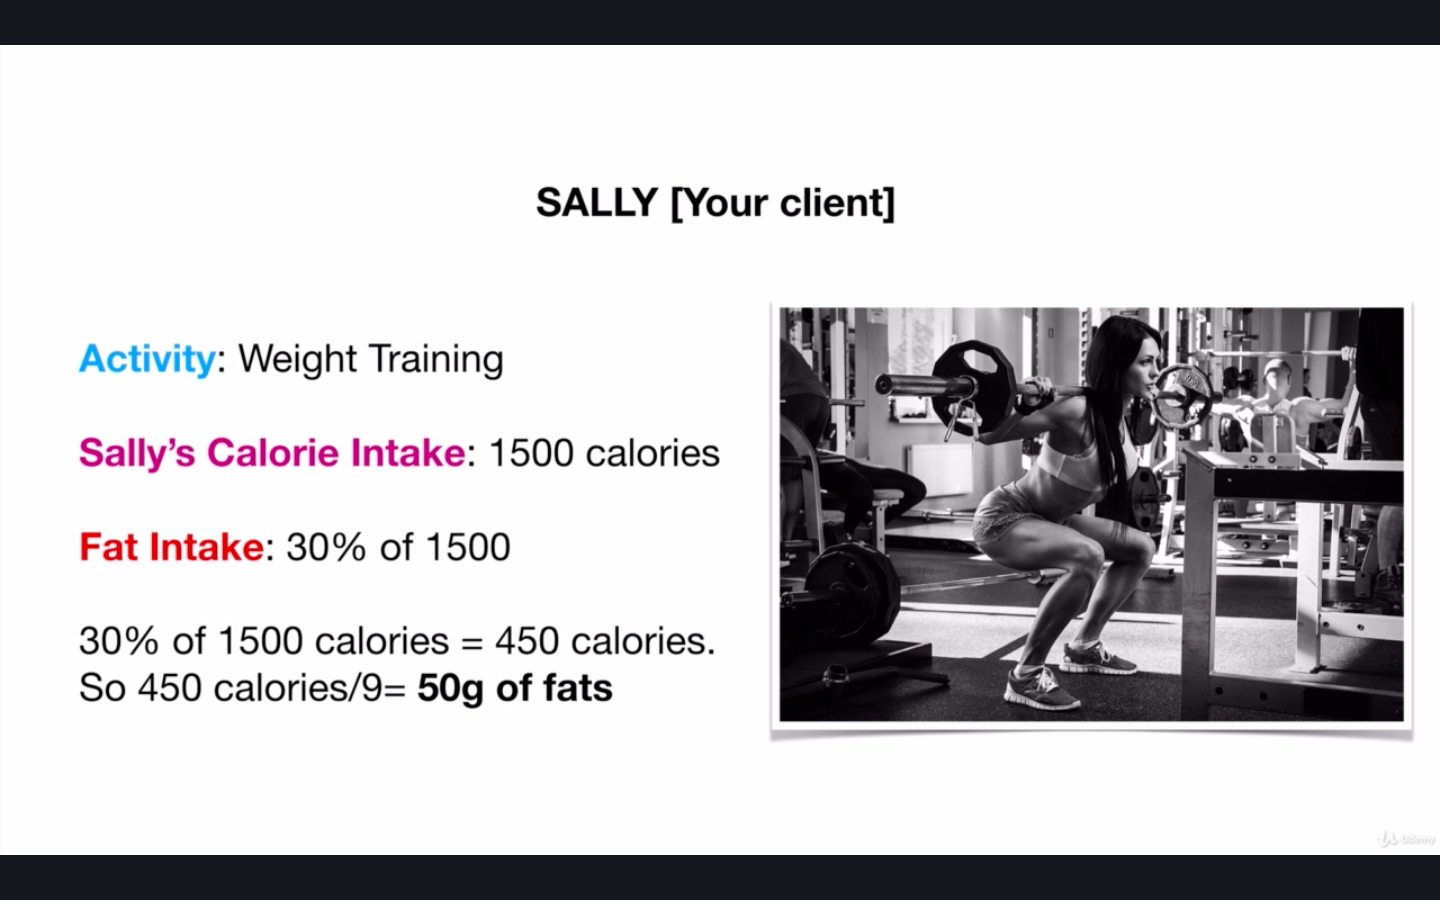 SALLY [Your client]
Activity: Weight Training
Sally’s Calorie Intake: 1500 calories
Fat Intake: 30% of 1500
30% of 1500 calories = 450 calories.
So 450 calories/9= 50g of fats
Udemy